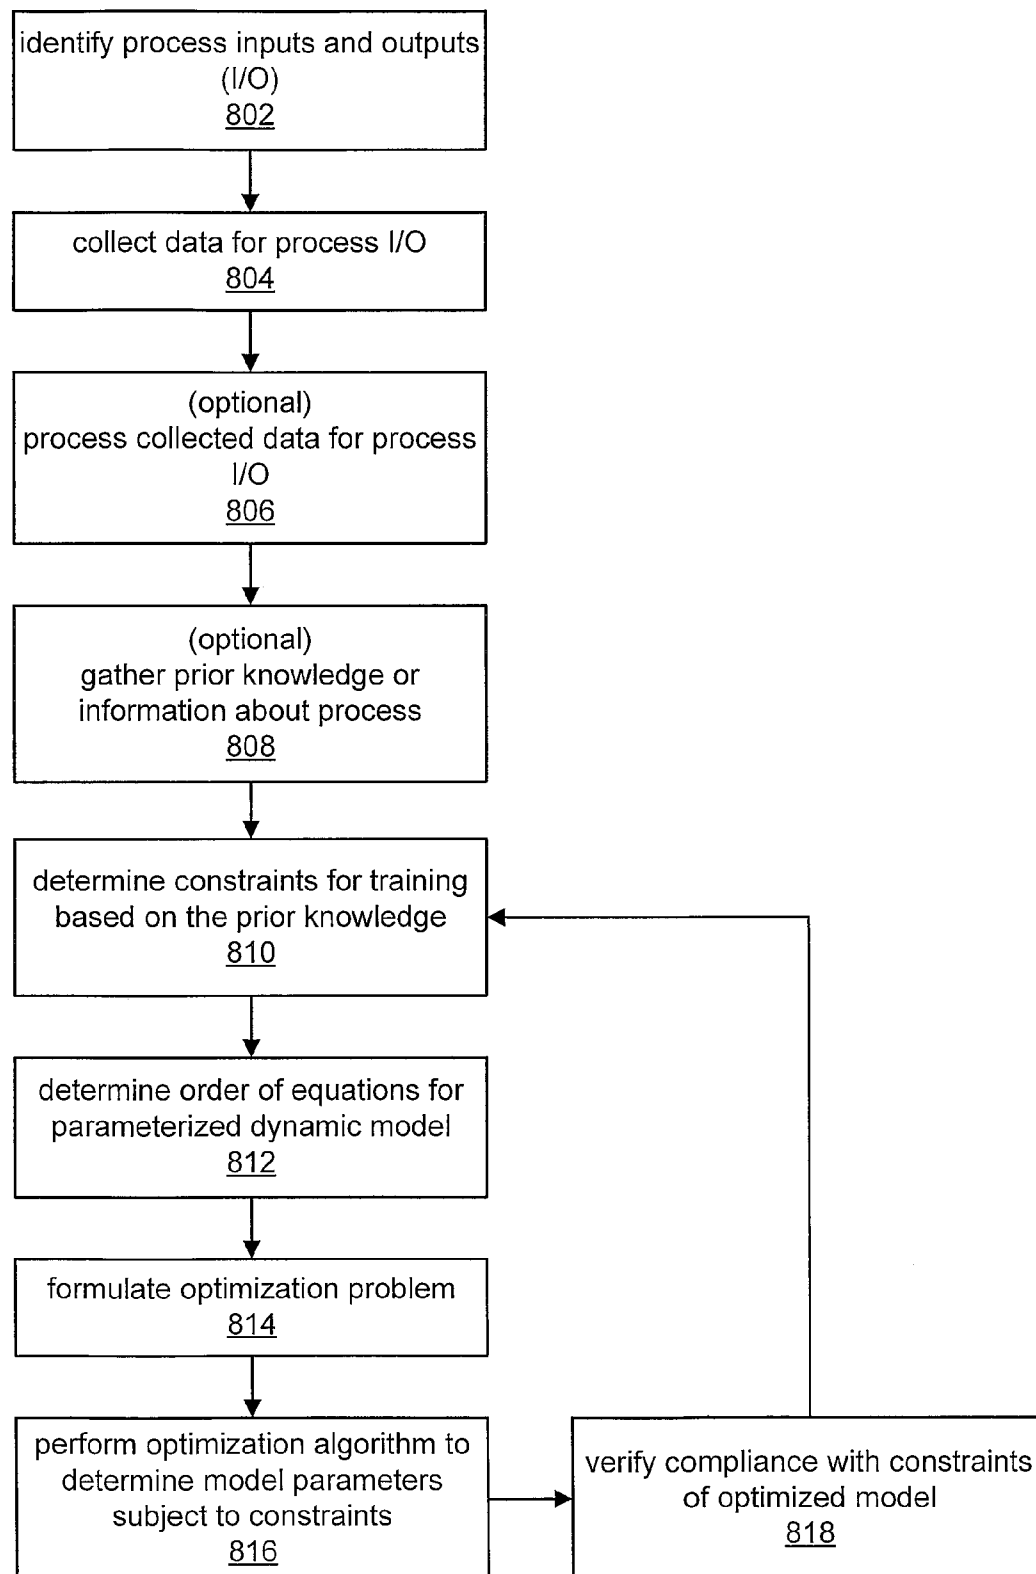 identify process inputs and outputs
(I/O)
802
collect data for process I/O
804
(optional)
process collected data for process
I/O
806
(optional)
gather prior knowledge or
information about process
808
determine constraints for training
based on the prior knowledge
810
determine order of equations for
parameterized dynamic model
812
formulate optimization problem
814
perform optimization algorithm to
determine model parameters
subject to constraints
816
verify compliance with constraints
of optimized model
818